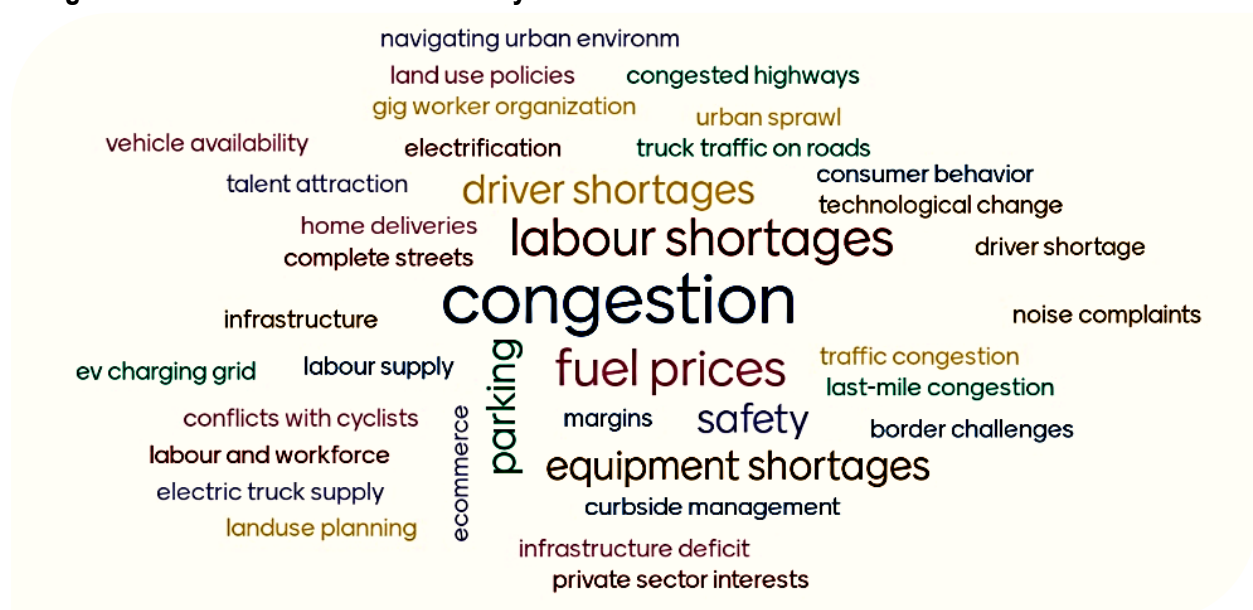 navigating urban environm
land use policies
congested highways
gig worker organization
urban sprawl
vehicle availability
electrification
truck traffic on roads
talent attraction
driver shortages
consumer behavior
technological change
home deliveries
labour shortages
driver shortage
complete streets
congestion
infrastructure
noise complaints
ev charging grid
labour supply
parking
fuel prices
traffic congestion
last-mile congestion
conflicts with cyclists
ecommerce
margins
safety
border challenges
labour and workforce
equipment shortages
electric truck supply
curbside management
landuse planning
infrastructure deficit
private sector interests